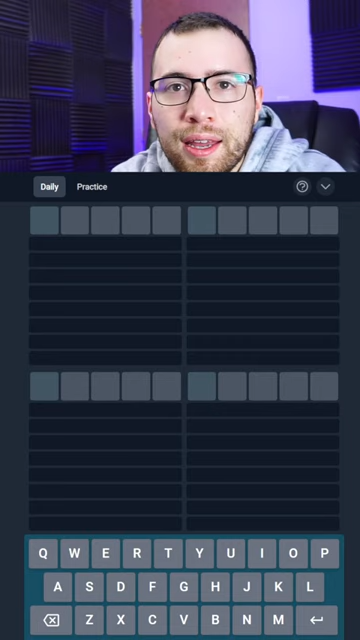 Daily Practice ?
Q W E R T Y U I O P
A S D F G H J K L
Z X C V B N M